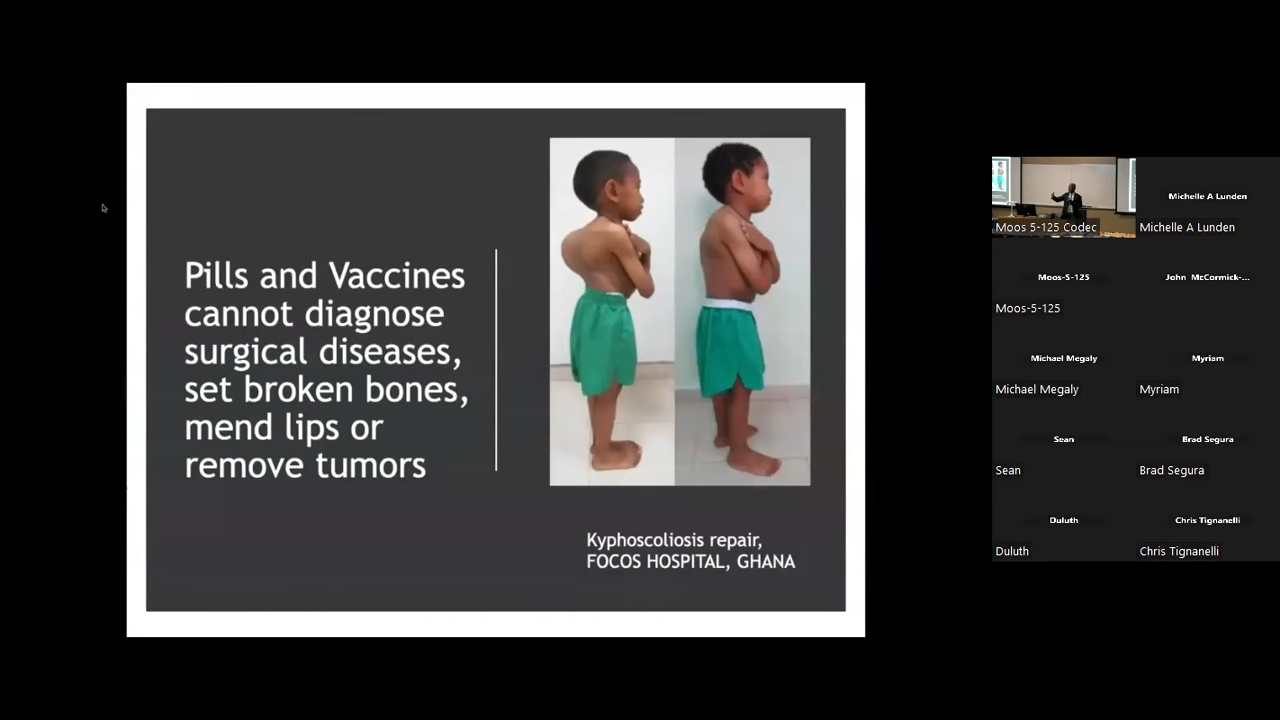 Pills and Vaccines
cannot diagnose
surgical diseases,
set broken bones,
mend lips or
remove tumors
Kyphoscoliosis repair,
FOCOS HOSPITAL, GHANA
Moos 5-125 Codec
Michelle A Lunden
Michelle A Lunden
Moos-5-125
Moos-5-125
John McCormick-...
Michael Megaly
Michael Megaly
Myriam
Myriam
Sean
Sean
Brad Segura
Brad Segura
Duluth
Duluth
Chris Tignanelli
Chris Tignanelli